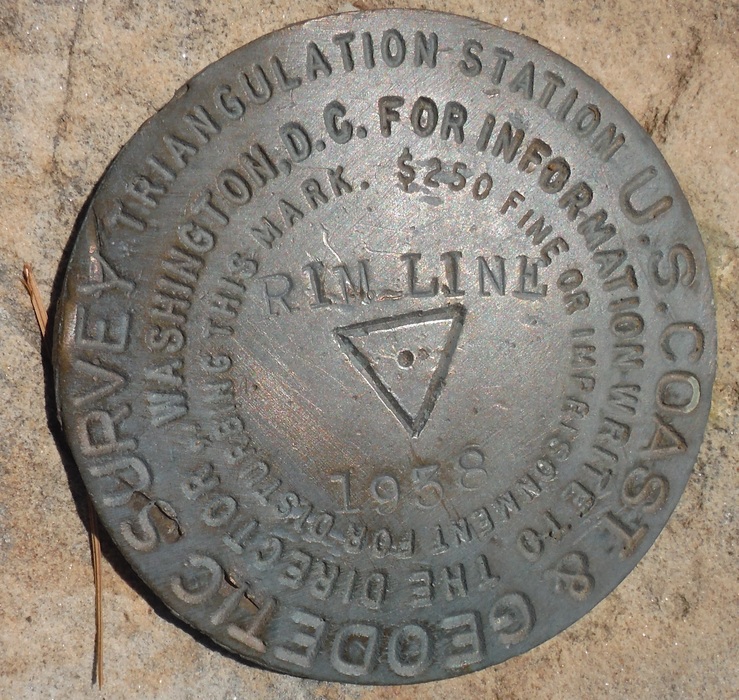 U.S. COAST & GEODETIC SURVEY
TRIANGULATION STATION
FOR INFORMATION WRITE TO THE DIRECTOR, WASHINGTON, D.C.
$250 FINE OR IMPRISONMENT FOR DISTURBING THIS MARK.
RIM LINE
1938